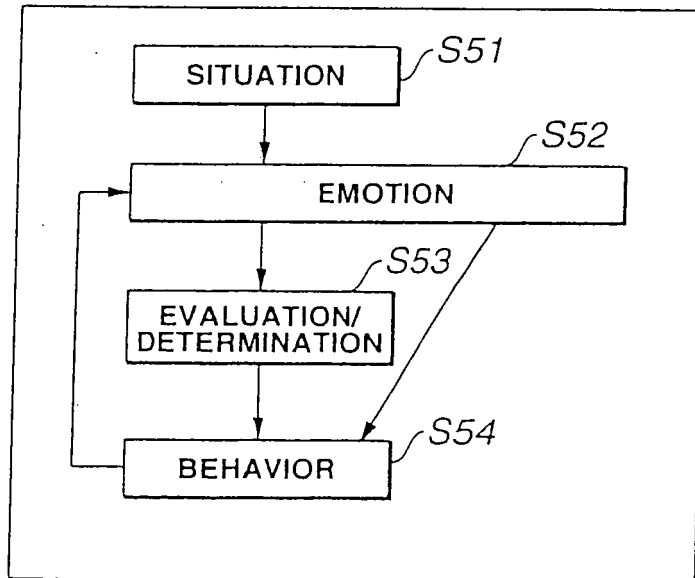 S51
SITUATION
S52
EMOTION
S53
EVALUATION/
DETERMINATION
S54
BEHAVIOR